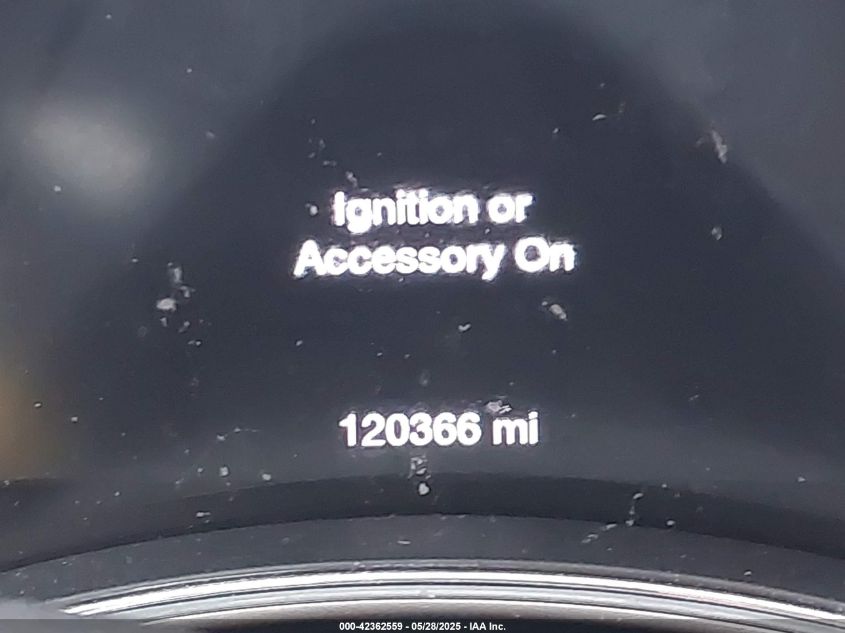 Ignition or
Accessory On
120366 mi
000-42362559 - 05/28/2025 - IAA Inc.